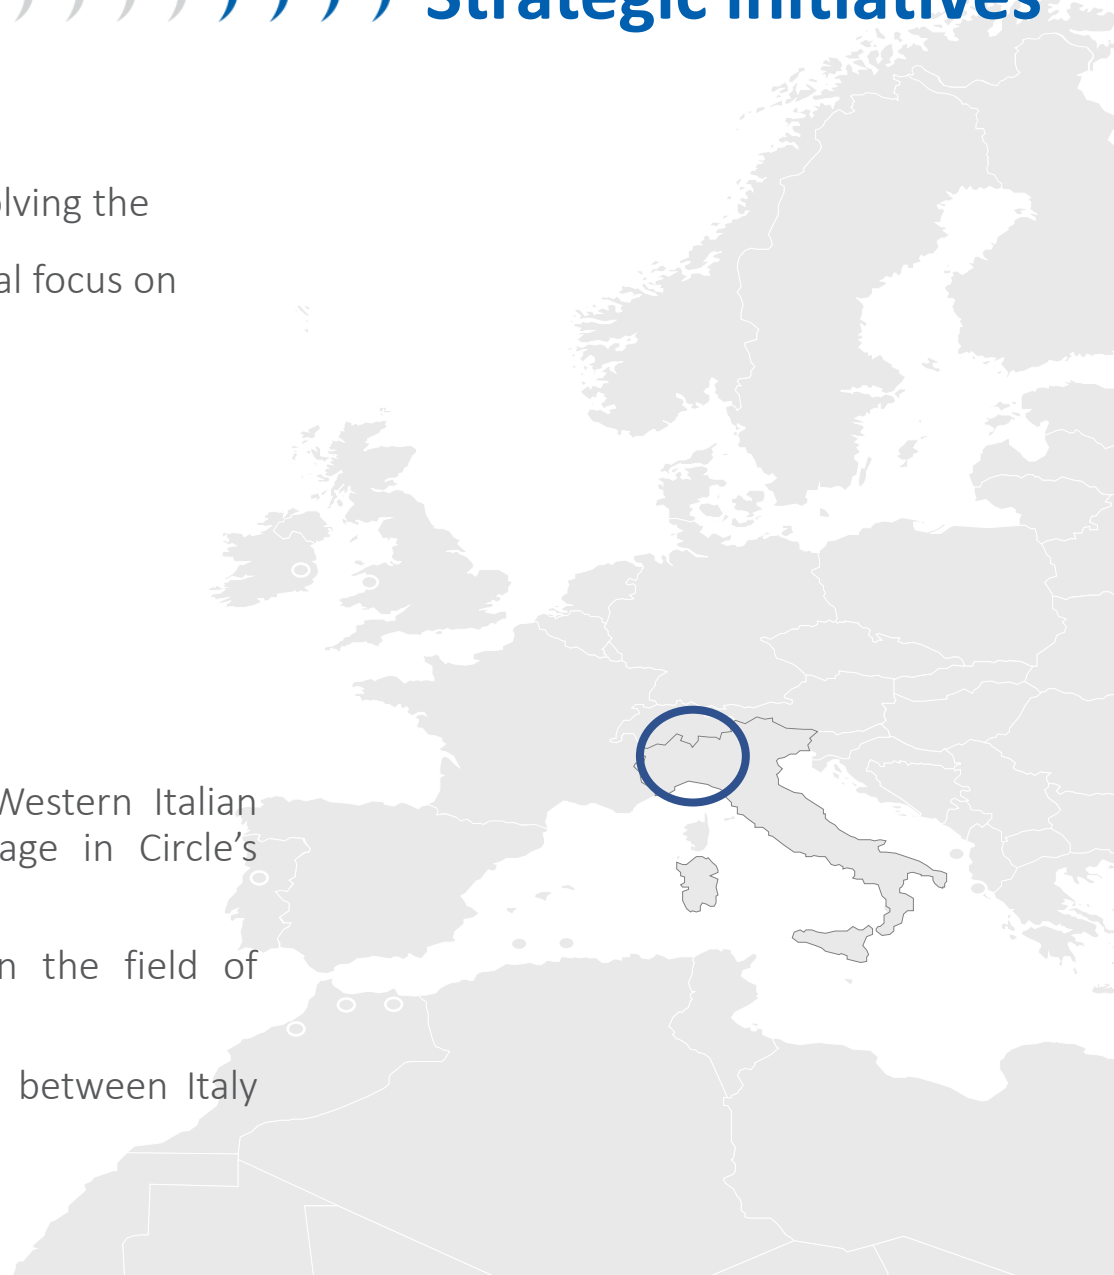 Strategic Initiatives
lving the
al focus on
Western Italian
age in Circle’s
n the field of
between Italy